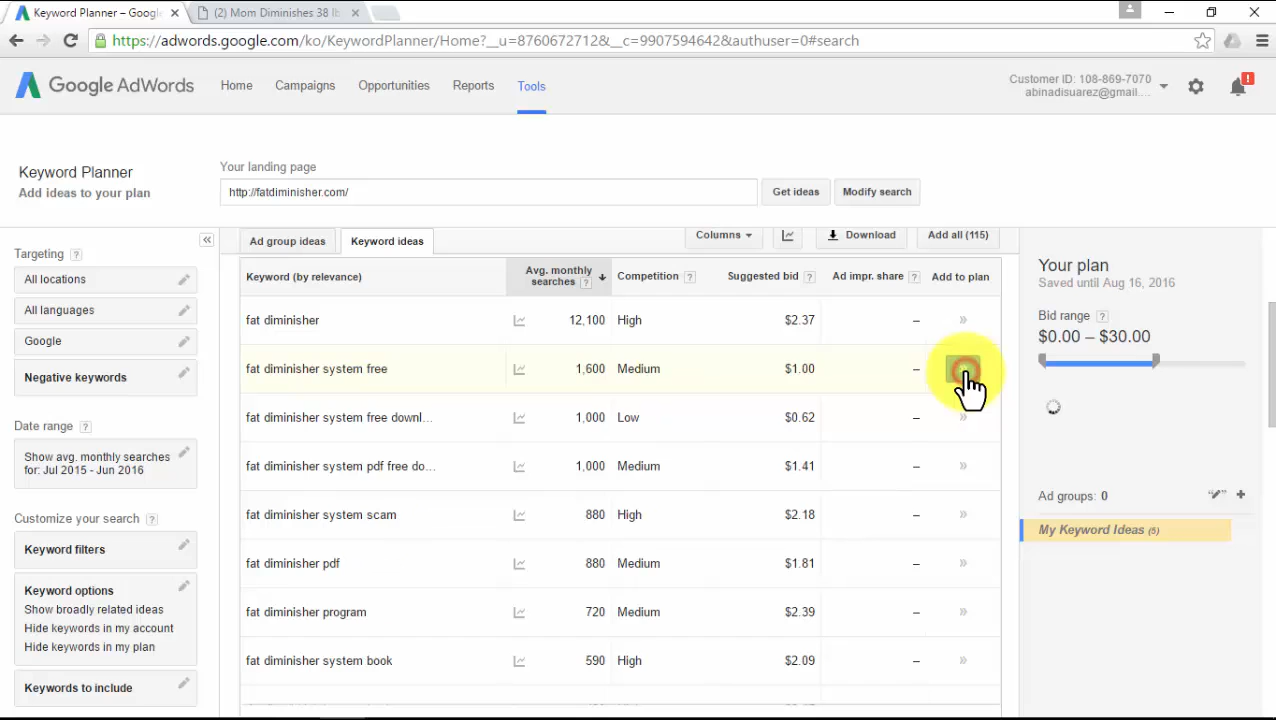 Keyword Planner – Goog
(2) Mom Diminishes 38 lb
https://adwords.google.com/ko/KeywordPlanner/Home?__u=8760672712&__c=9907594642&authuser=0#search
Google AdWords
Home
Campaigns
Opportunities
Reports
Tools
Customer ID: 108-869-7070
abinadisuarez@gmail....
!
Keyword Planner
Add ideas to your plan
Your landing page
http://fatdiminisher.com/
Get ideas
Modify search
Targeting ?
All locations
All languages
Google
Negative keywords
Date range ?
Show avg. monthly searches
for: Jul 2015 - Jun 2016
Customize your search ?
Keyword filters
Keyword options
Show broadly related ideas
Hide keywords in my account
Hide keywords in my plan
Keywords to include
Ad group ideas
Keyword ideas
Columns
Download
Add all (115)
Keyword (by relevance)
Avg. monthly
searches ?
Competition ?
Suggested bid ?
Ad impr. share ?
Add to plan
fat diminisher 12,100 High $2.37 – »
fat diminisher system free 1,600 Medium $1.00 –
fat diminisher system free downl... 1,000 Low $0.62 – »
fat diminisher system pdf free do... 1,000 Medium $1.41 – »
fat diminisher system scam 880 High $2.18 – »
fat diminisher pdf 880 Medium $1.81 – »
fat diminisher program 720 Medium $2.39 – »
fat diminisher system book 590 High $2.09 – »
Your plan
Saved until Aug 16, 2016
Bid range ?
$0.00 – $30.00
Ad groups: 0
My Keyword Ideas (5)